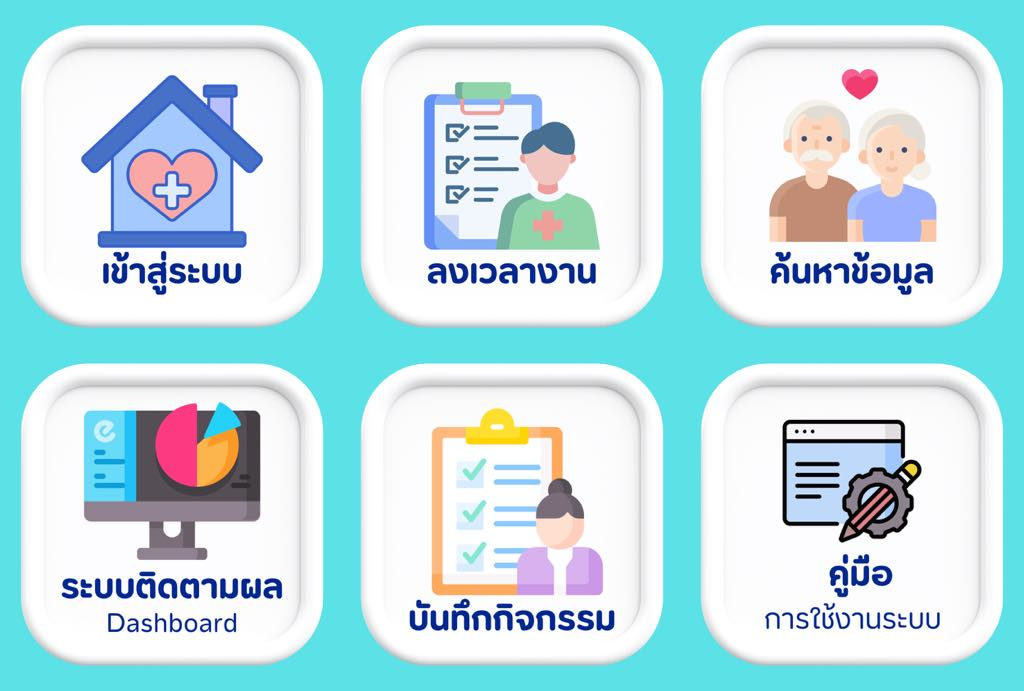 เข้าสู่ระบบ
ลงเวลางาน
ค้นหาข้อมูล
ระบบติดตามผล
Dashboard
บันทึกกิจกรรม
คู่มือ
การใช้งานระบบ